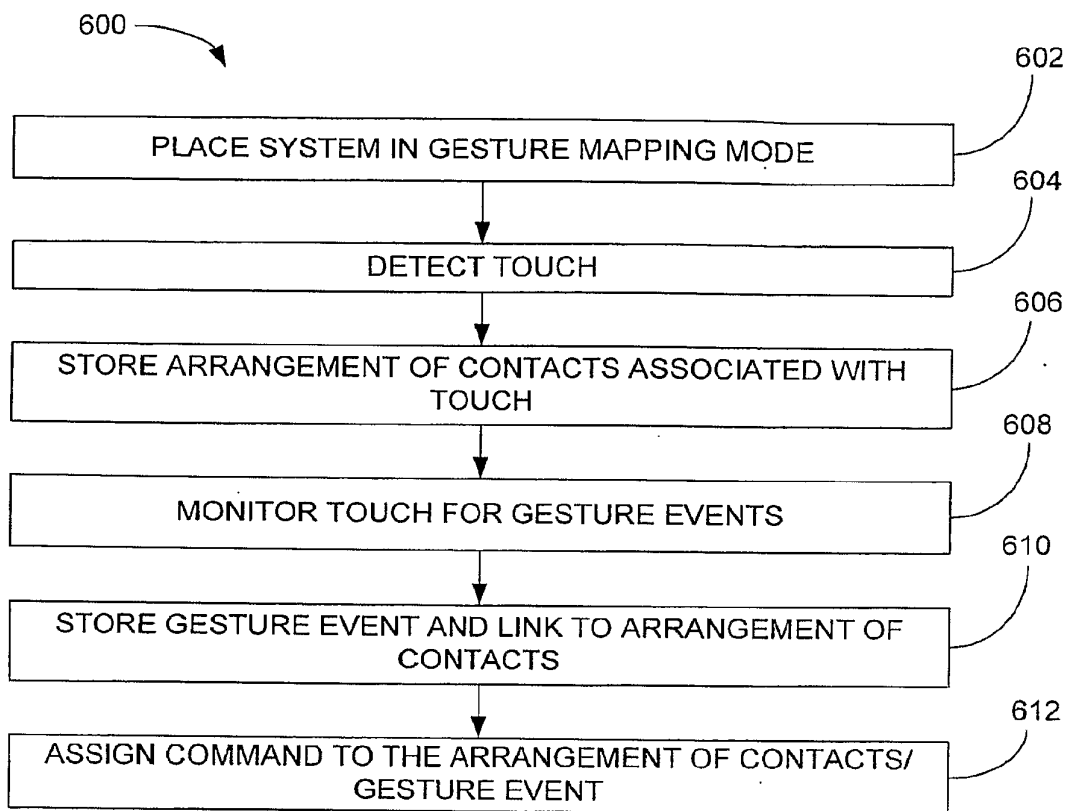 600
602
PLACE SYSTEM IN GESTURE MAPPING MODE
604
DETECT TOUCH
606
STORE ARRANGEMENT OF CONTACTS ASSOCIATED WITH
TOUCH
608
MONITOR TOUCH FOR GESTURE EVENTS
610
STORE GESTURE EVENT AND LINK TO ARRANGEMENT OF
CONTACTS
612
ASSIGN COMMAND TO THE ARRANGEMENT OF CONTACTS/
GESTURE EVENT